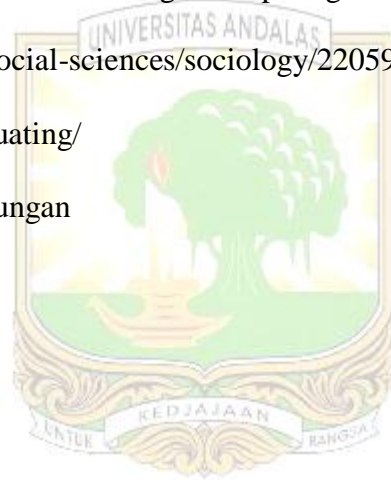 UNIVERSITAS ANDALAS
ocial-sciences/sociology/22059
uating/
ungan
KEDJAJAAN
UNTUK
BANGSA